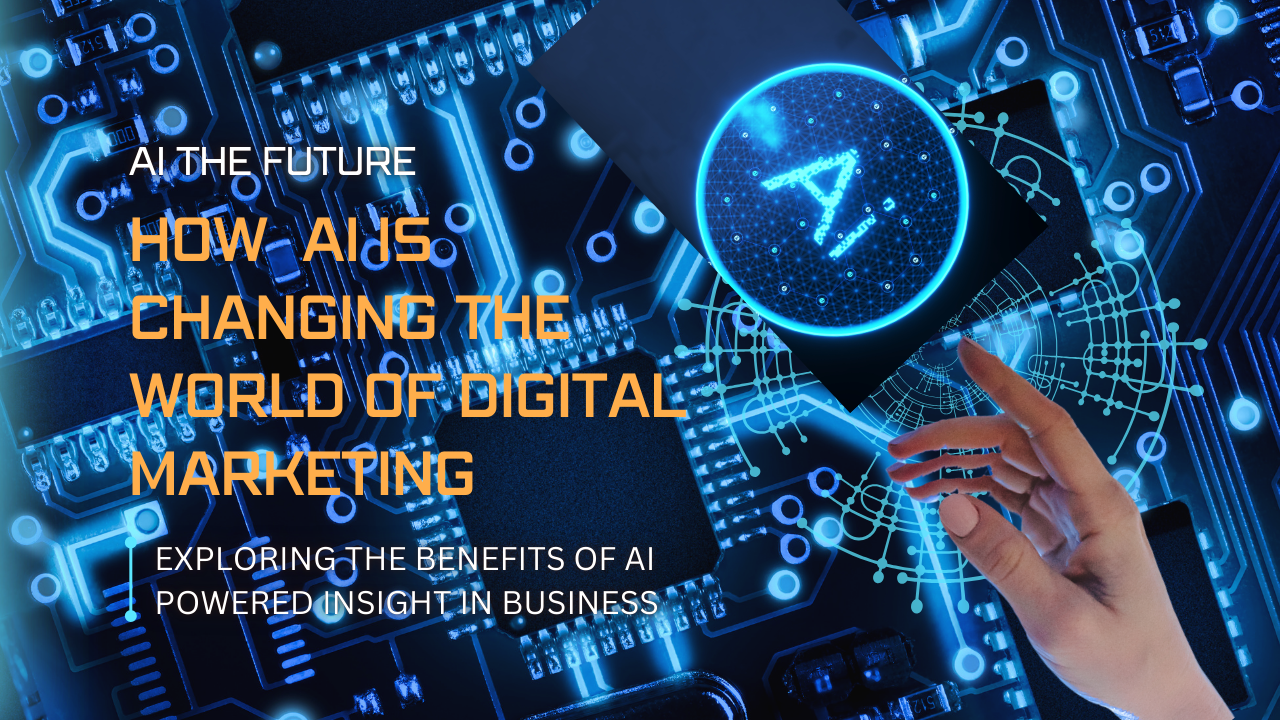 AI THE FUTURE
HOW AI IS
CHANGING THE
WORLD OF DIGITAL
MARKETING
EXPLORING THE BENEFITS OF AI
POWERED INSIGHT IN BUSINESS